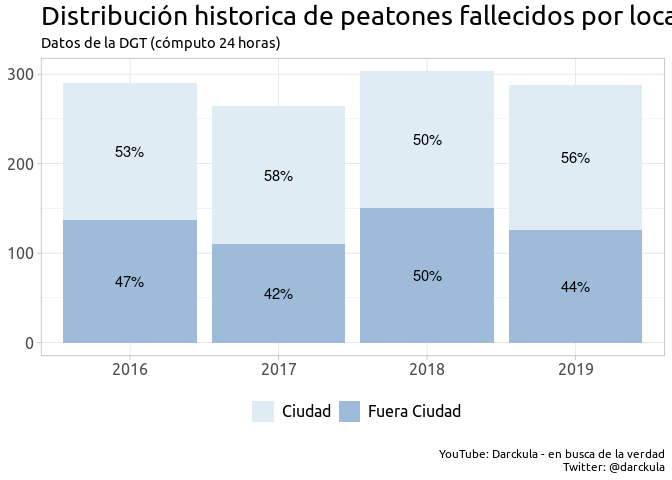 Distribución historica de peatones fallecidos por loca
Datos de la DGT (cómputo 24 horas)
300
200
100
0
53%
58%
50%
56%
47%
42%
50%
44%
2016 2017 2018 2019
Ciudad Fuera Ciudad
YouTube: Darckula - en busca de la verdad
Twitter: @darckula